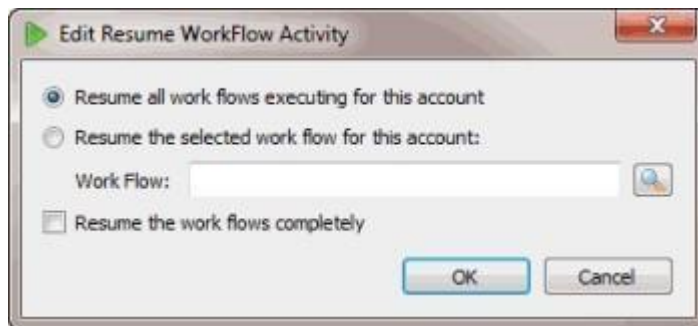 Edit Resume WorkFlow Activity
Resume all work flows executing for this account
Resume the selected work flow for this account:
Work Flow:
Resume the work flows completely
OK Cancel